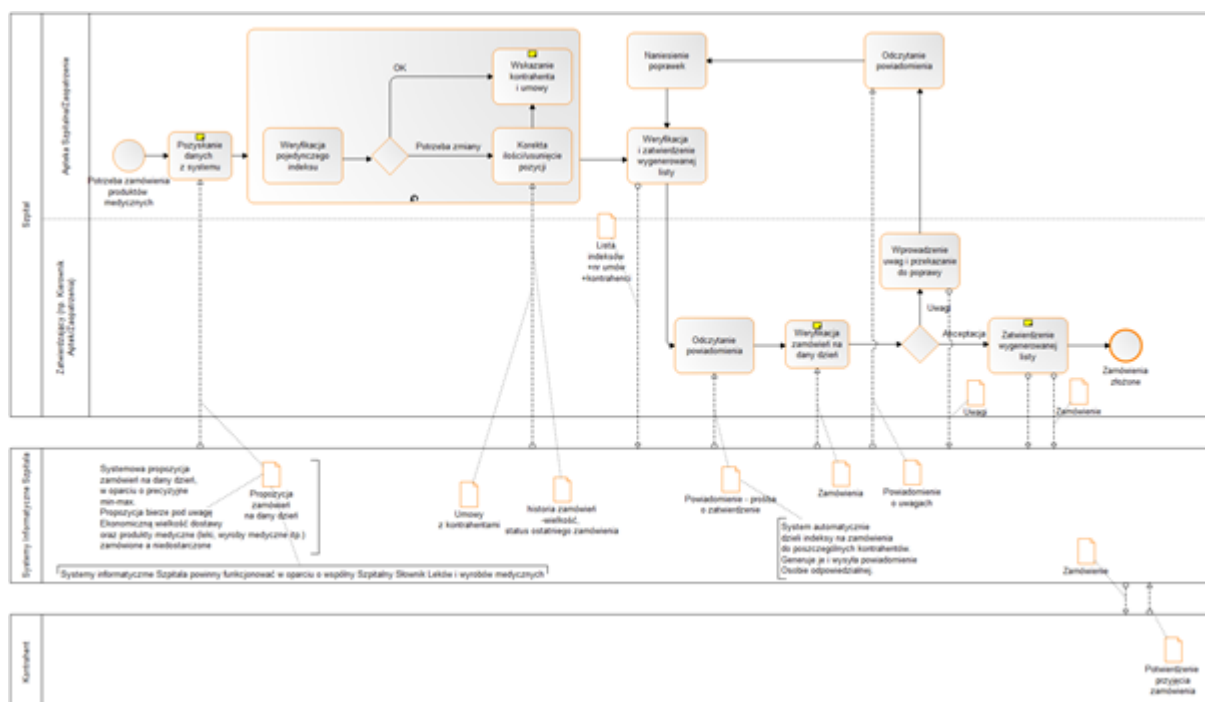 Szpital
Apteka Szpitalna/Zaopatrzenie
Potrzeba zamówienia
produktów
medycznych
Pozyskanie
danych
z systemu
Weryfikacja
pojedynczego
indeksu
OK
Potrzeba zmiany
Wskazanie
kontrahenta
i umowy
Korekta
ilości/usunięcie
pozycji
Naniesienie
poprawek
Weryfikacja
i zatwierdzenie
wygenerowanej
listy
Odczytanie
powiadomienia
Zatwierdzający (np. Kierownik
Apteki/Zaopatrzenia)
Lista
indeksów
+nr umów
+kontrahenci
Odczytanie
powiadomienia
Weryfikacja
zamówień na
dany dzień
Wprowadzenie
uwag i przekazanie
do poprawy
Uwagi
Akceptacja
Zatwierdzenie
wygenerowanej
listy
Zamówienia
złożone
Uwagi
Zamówienie
Systemy Informatyczne Szpitala
Systemowa propozycja
zamówień na dany dzień,
w oparciu o precyzyjne
min-max.
Propozycja bierze pod uwagę
Ekonomiczną wielkość dostawy
oraz produkty medyczne (leki, wyroby medyczne itp.)
zamówione a niedostarczone
Propozycja
zamówień
na dany dzień
Systemy informatyczne Szpitala powinny funkcjonować w oparciu o wspólny Szpitalny Słownik Leków i wyrobów medycznych
Umowy
z kontrahentami
historia zamówień
-wielkość,
status ostatniego zamówienia
Powiadomienie - prośba
o zatwierdzenie
System automatycznie
dzieli indeksy na zamówienia
do poszczególnych kontrahentów.
Generuje je i wysyła powiadomienie
Osobie odpowiedzialnej.
Zamówienia
Powiadomienie
o uwagach
Zamówienie
Kontrahent
Potwierdzenie
przyjęcia
zamówienia